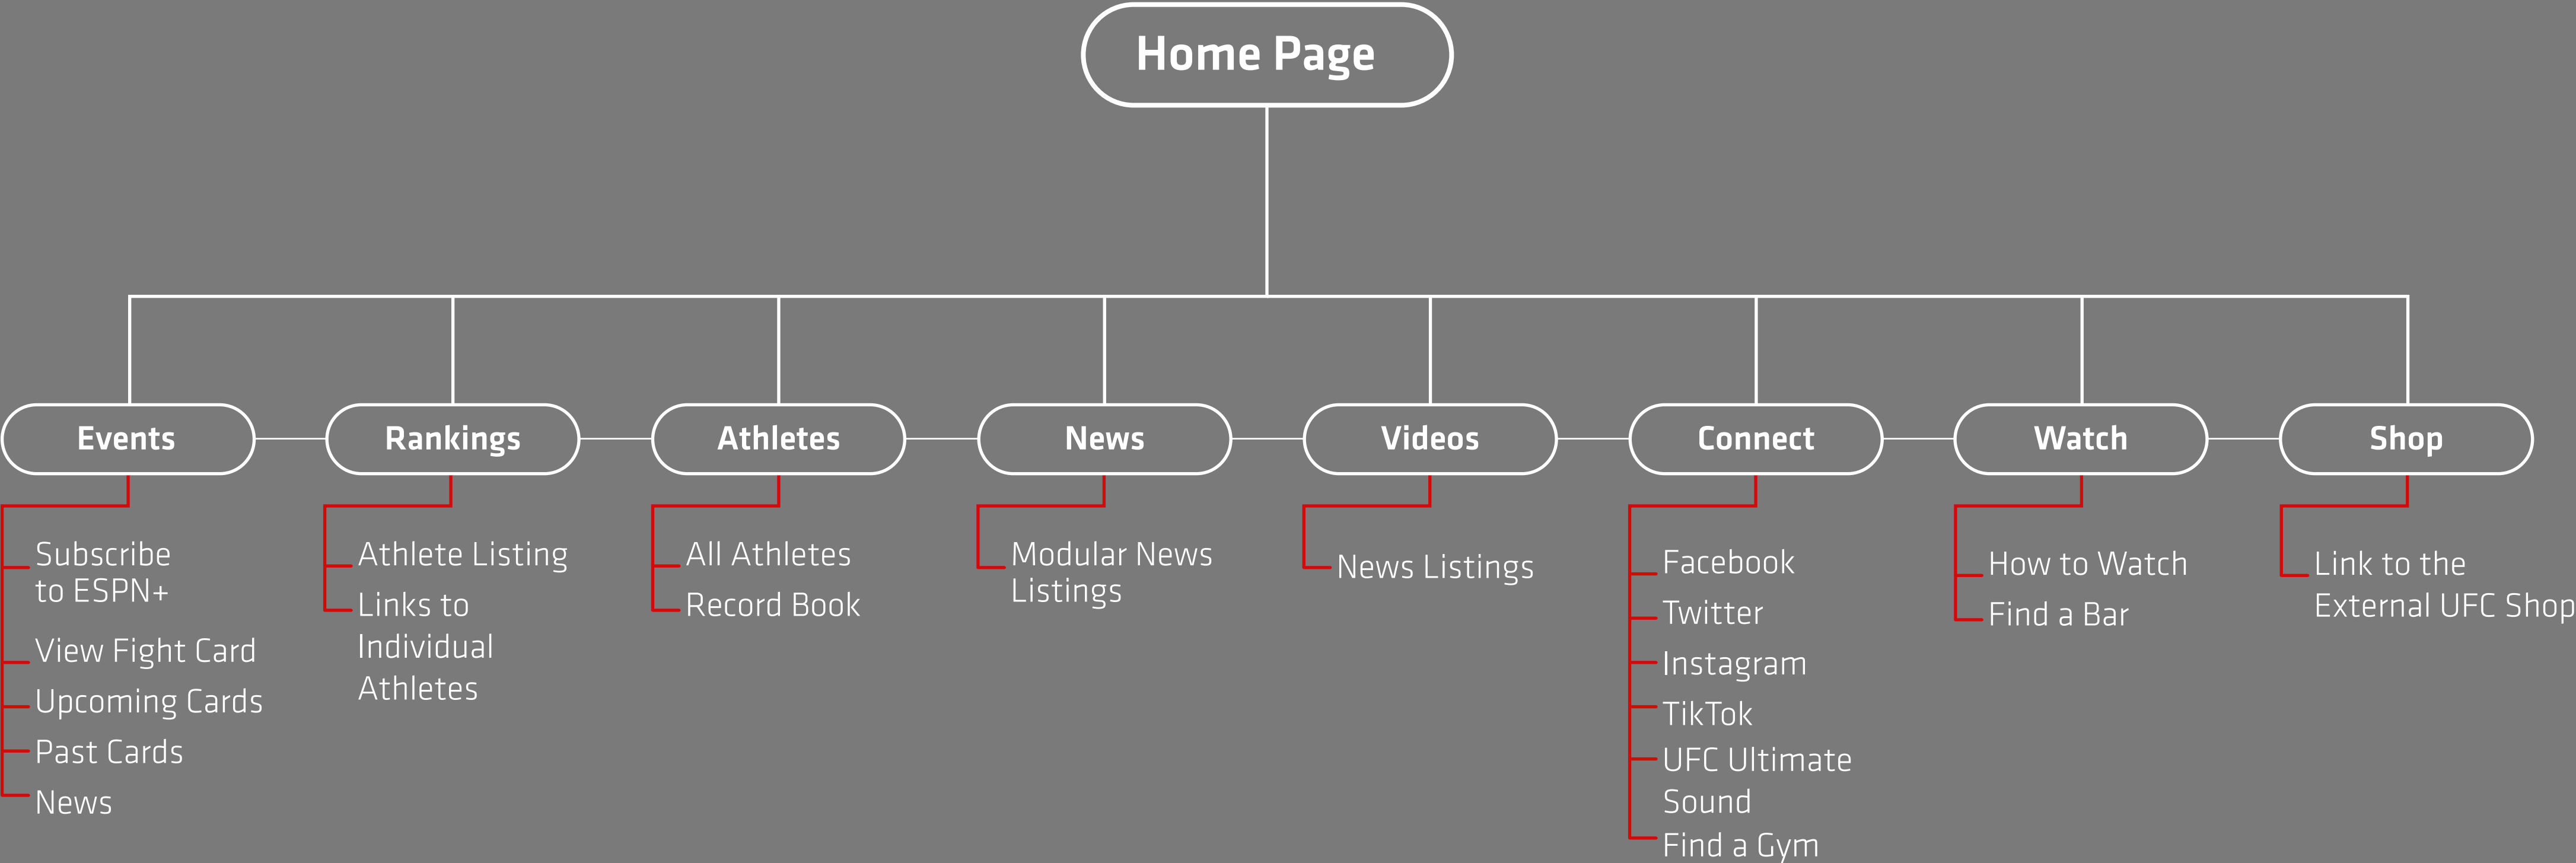 Home Page
Events
Rankings
Athletes
News
Videos
Connect
Watch
Shop
Subscribe
to ESPN+
View Fight Card
Upcoming Cards
Past Cards
News
Athlete Listing
Links to
Individual
Athletes
All Athletes
Record Book
Modular News
Listings
News Listings
Facebook
Twitter
Instagram
TikTok
UFC Ultimate
Sound
Find a Gym
How to Watch
Find a Bar
Link to the
External UFC Shop